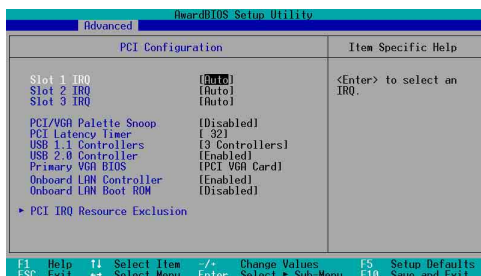 AwardBIOS Setup Utility
Advanced
PCI Configuration
Item Specific Help
Slot 1 IRQ [Auto]
Slot 2 IRQ [Auto]
Slot 3 IRQ [Auto]
<Enter> to select an
IRQ.
PCI/VGA Palette Snoop [Disabled]
PCI Latency Timer [ 32]
USB 1.1 Controllers [3 Controllers]
USB 2.0 Controller [Enabled]
Primary VGA BIOS [PCI VGA Card]
Onboard LAN Controller [Enabled]
Onboard LAN Boot ROM [Disabled]
► PCI IRQ Resource Exclusion
F1 Help ↑↓ Select Item -/+ Change Values F5 Setup Defaults
ESC Exit ↔ Select Menu Enter Select ► Sub-Menu F10 Save and Exit